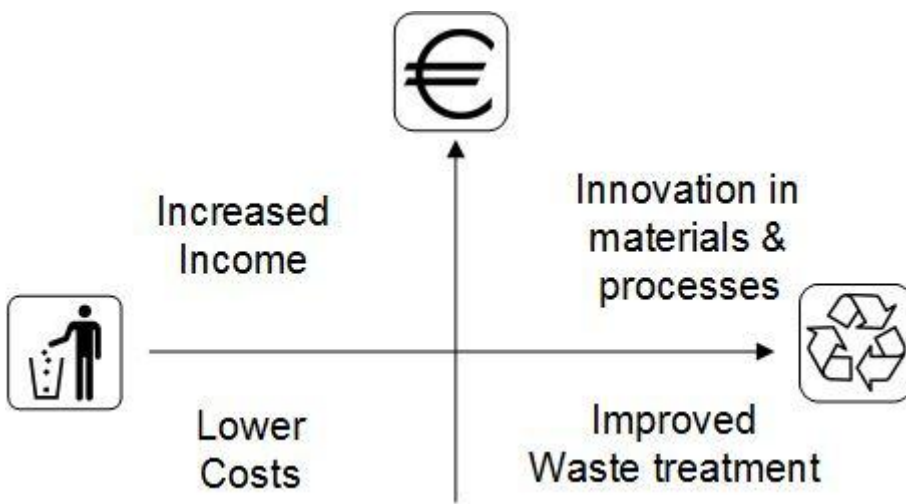 €
Increased
Income
Innovation in
materials &
processes
Lower
Costs
Improved
Waste treatment